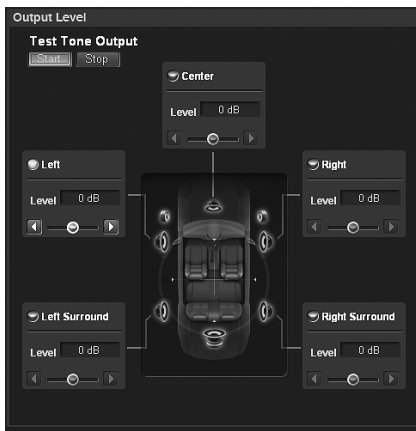 Output Level
Test Tone Output
Start Stop
Center
Level 0 dB
Left
Level 0 dB
Right
Level 0 dB
Left Surround
Level 0 dB
Right Surround
Level 0 dB